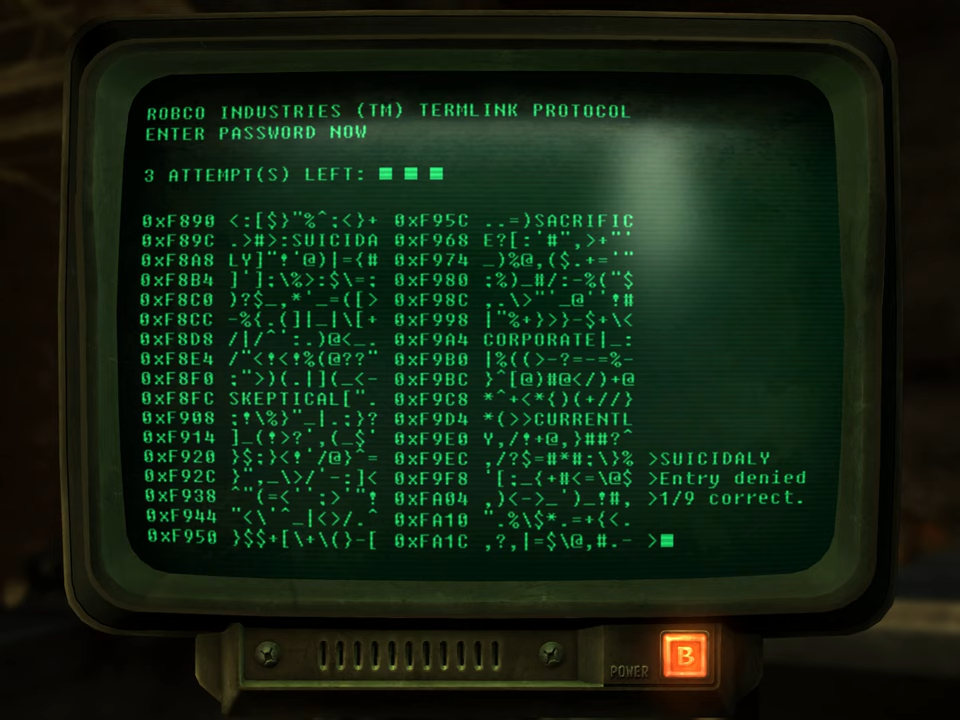 ROBCO INDUSTRIES (TM) TERMLINK PROTOCOL
ENTER PASSWORD NOW
3 ATTEMPT(S) LEFT: ■ ■ ■
0xF890 <:[$}"%^:<}+ 0xF95C ..=)SACRIFIC
0xF89C .>#>:SUICIDA 0xF968 E?[:'#",>+"'
0xF8A8 LY]"!'@)|={# 0xF974 _)%@,($.+='"
0xF8B4 ]'];\%>:$\=; 0xF980 ;%)_#/:-%("$
0xF8C0 )?$_,*'_=([> 0xF98C ,.\>"'_@''!#
0xF8CC -%{.(]|_|\[+ 0xF998 |"%+}>}-$+\<
0xF8D8 /|/^':.)@<_. 0xF9A4 CORPORATE|_:
0xF8E4 /"<!<!%(@??" 0xF9B0 |%((>-?=-=%-
0xF8F0 ;">)(.|](_<- 0xF9BC }^[@)#@</)+@
0xF8FC SKEPTICAL[". 0xF9C8 *^+<*{)(+//}
0xF908 ;!\%}"_|.;}? 0xF9D4 *(>>CURRENTL
0xF914 ]_(!>?',(_$' 0xF9E0 Y,/!+@,}##?^
0xF920 }$;}<!'/@}^= 0xF9EC ,/?$=#*#;\}% >SUICIDALY
0xF92C }",_\>/'-:]< 0xF9F8 '[;_{+#<=\@$ >Entry denied
0xF938 ^"(=<'';>'"! 0xFA04 ,)<->_')_!#, >1/9 correct.
0xF944 "<\'^_|<>/.^ 0xFA10 ".%\$*.=+{<.
0xF950 }$$+[\+\(}-[ 0xFA1C ,?,|=$\@,#.- >■
POWER
B